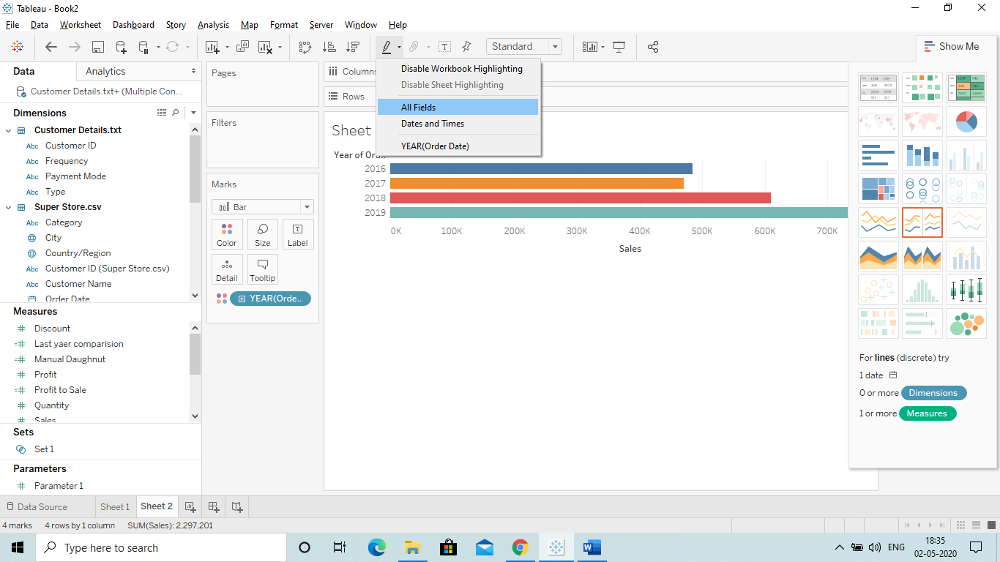 Tableau - Book2
File Data Worksheet Dashboard Story Analysis Map Format Server Window Help
Standard
Show Me
Data Analytics
Customer Details.txt+ (Multiple Con...
Dimensions
Customer Details.txt
Abc Customer ID
Abc Frequency
Abc Payment Mode
Abc Type
Super Store.csv
Abc Category
City
Country/Region
Abc Customer ID (Super Store.csv)
Abc Customer Name
Order Date
Measures
# Discount
=# Last yaer comparision
=# Manual Daughnut
# Profit
=# Profit to Sale
# Quantity
# Sales
Sets
Set 1
Parameters
# Parameter 1
Pages
Filters
Marks
Bar
Color Size Label
Detail Tooltip
YEAR(Orde..
Columns
Rows
Disable Workbook Highlighting
Disable Sheet Highlighting
All Fields
Dates and Times
YEAR(Order Date)
Sheet
Year of Ord..
2016
2017
2018
2019
0K 100K 200K 300K 400K 500K 600K 700K
Sales
For lines (discrete) try
1 date
0 or more Dimensions
1 or more Measures
Data Source Sheet 1 Sheet 2
4 marks 4 rows by 1 column SUM(Sales): 2,297,201
Type here to search
ENG
18:35
02-05-2020